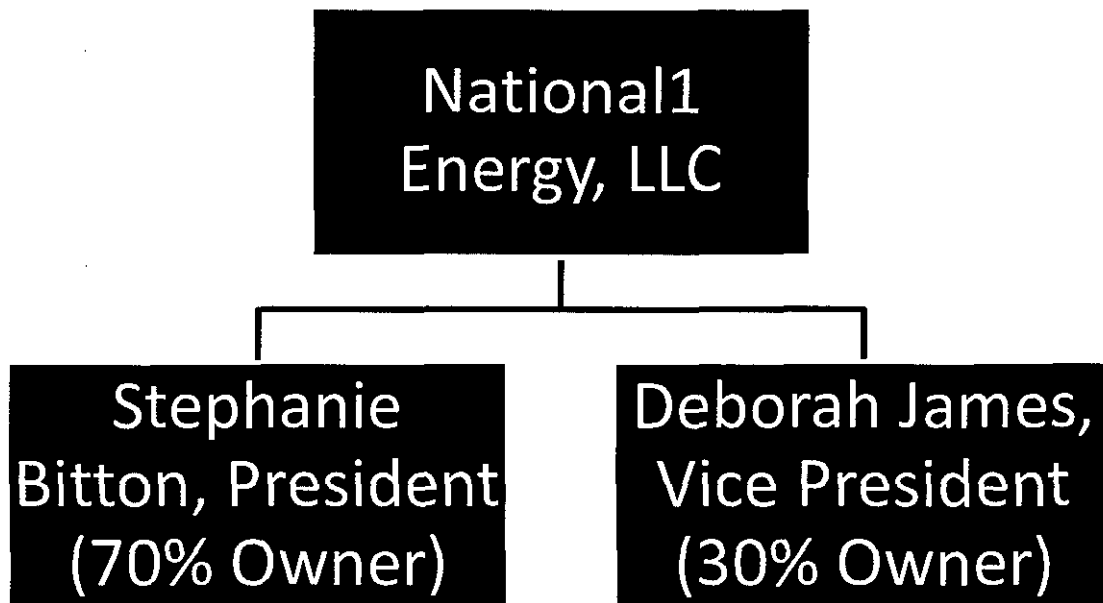 National1
Energy, LLC
Stephanie
Bitton, President
(70% Owner)
Deborah James,
Vice President
(30% Owner)